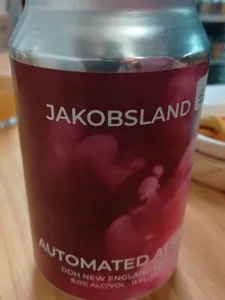 JAKOBSLAND
AUTOMATED
DDH NEW ENGLAND
8.0% ALC/VOL